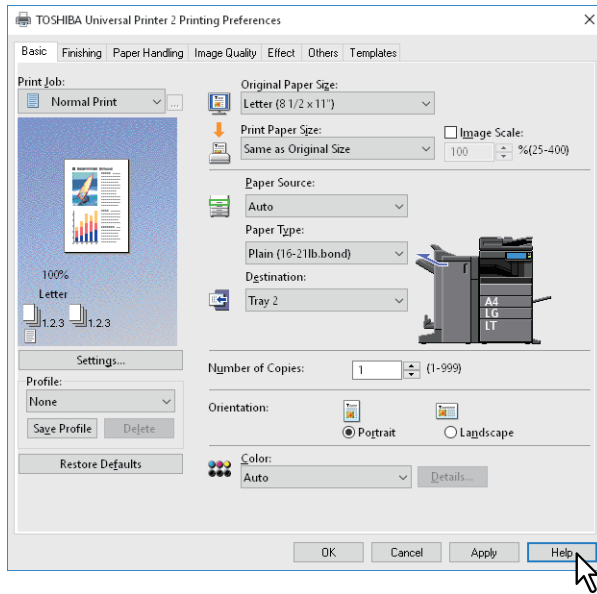 TOSHIBA Universal Printer 2 Printing Preferences
Basic Finishing Paper Handling Image Quality Effect Others Templates
Print Job:
Normal Print
...
100%
Letter
1.2.3 1.2.3
Settings...
Profile:
None
Save Profile Delete
Restore Defaults
Original Paper Size:
Letter (8 1/2 x 11")
Print Paper Size:
Same as Original Size
Image Scale:
100 %(25-400)
Paper Source:
Auto
Paper Type:
Plain (16-21lb.bond)
Destination:
Tray 2
A4
LG
LT
Number of Copies: 1 (1-999)
Orientation:
Portrait Landscape
Color:
Auto
Details...
OK Cancel Apply Help